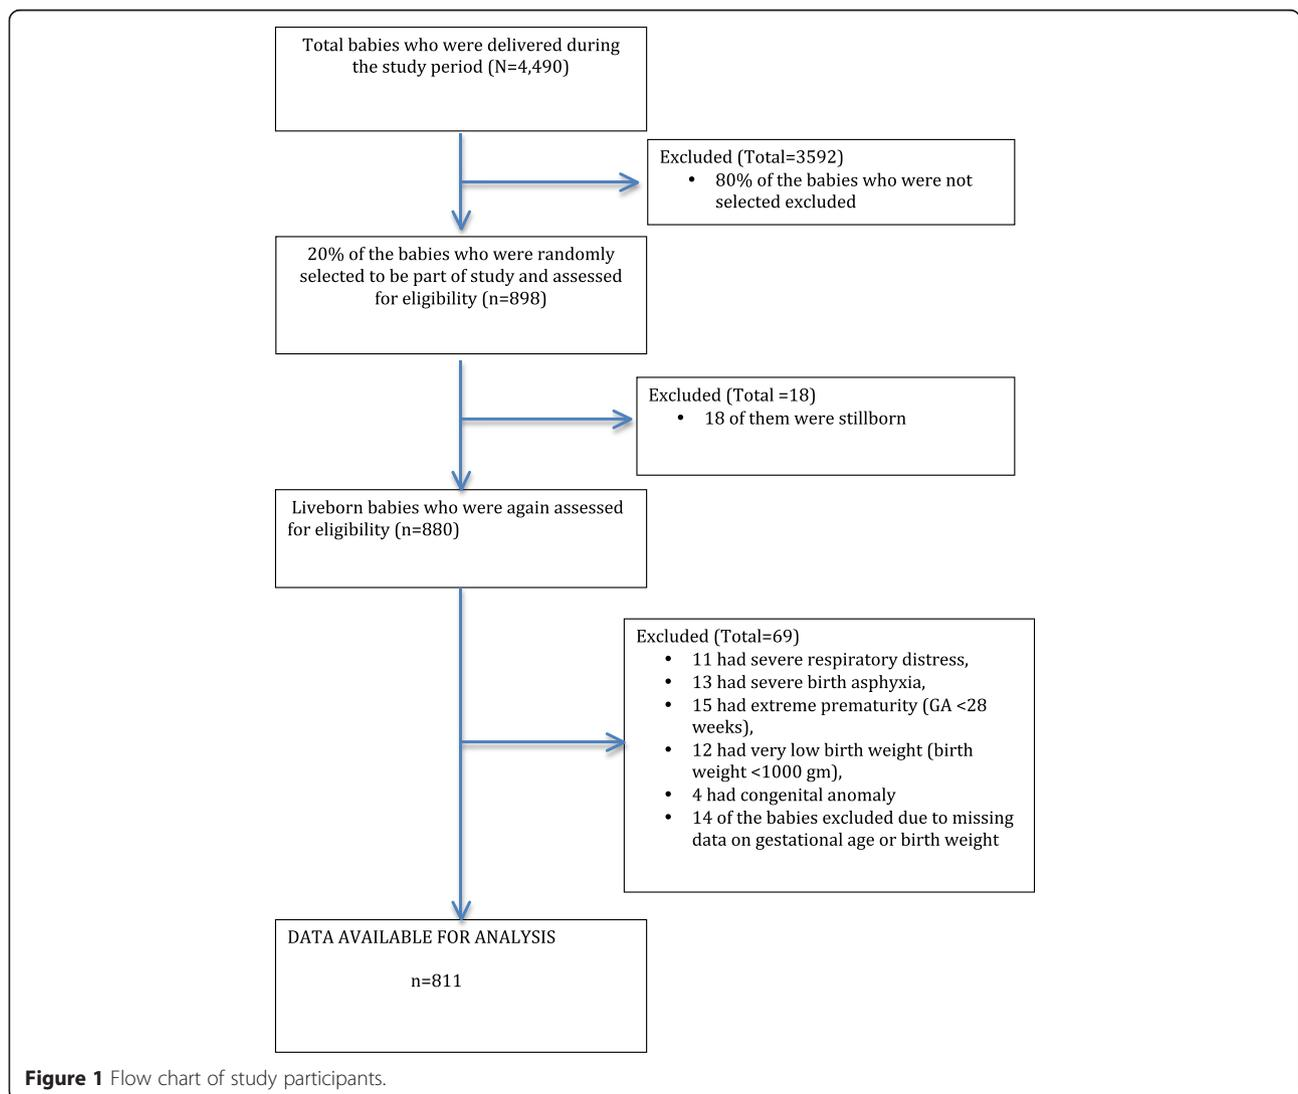 Total babies who were delivered during
the study period (N=4,490)
Excluded (Total=3592)
• 80% of the babies who were not
selected excluded
20% of the babies who were randomly
selected to be part of study and assessed
for eligibility (n=898)
Excluded (Total =18)
• 18 of them were stillborn
Liveborn babies who were again assessed
for eligibility (n=880)
Excluded (Total=69)
• 11 had severe respiratory distress,
• 13 had severe birth asphyxia,
• 15 had extreme prematurity (GA <28
weeks),
• 12 had very low birth weight (birth
weight <1000 gm),
• 4 had congenital anomaly
• 14 of the babies excluded due to missing
data on gestational age or birth weight
DATA AVAILABLE FOR ANALYSIS
n=811
Figure 1 Flow chart of study participants.